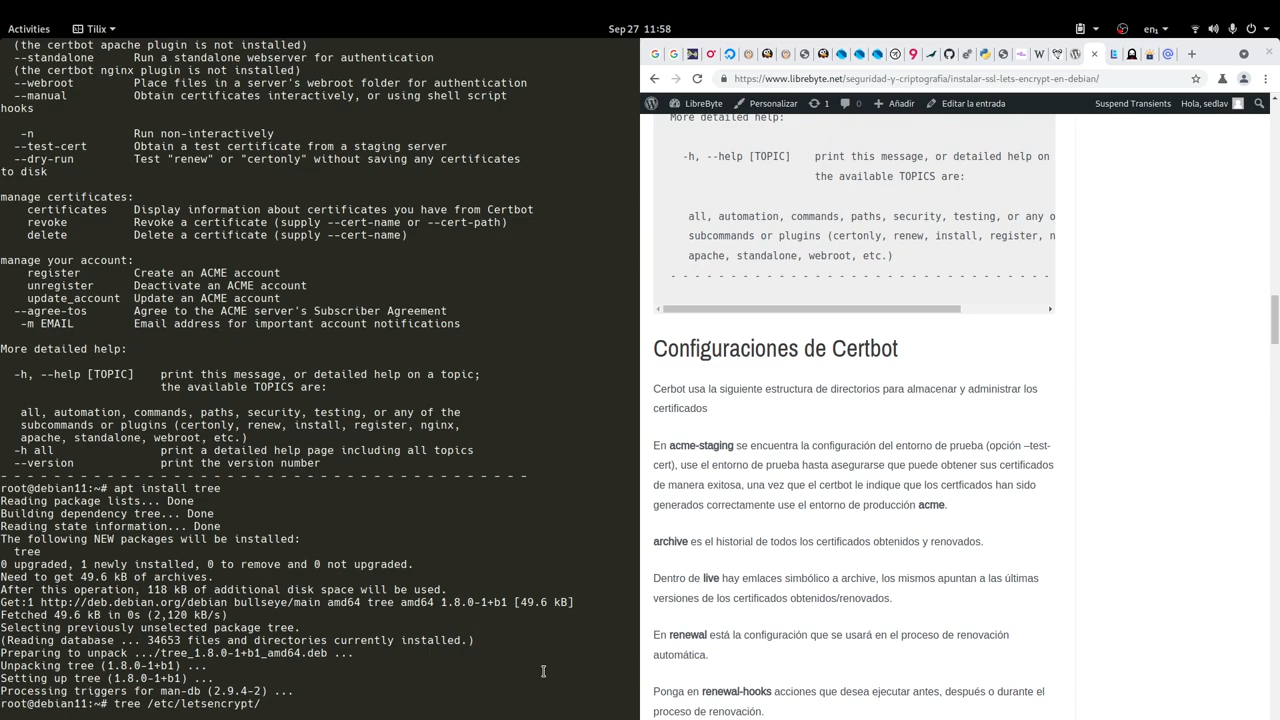 Activities
Tilix
Sep 27 11:58
en₁
(the certbot apache plugin is not installed)
--standalone Run a standalone webserver for authentication
(the certbot nginx plugin is not installed)
--webroot Place files in a server's webroot folder for authentication
--manual Obtain certificates interactively, or using shell script
hooks
-n Run non-interactively
--test-cert Obtain a test certificate from a staging server
--dry-run Test "renew" or "certonly" without saving any certificates
to disk
manage certificates:
certificates Display information about certificates you have from Certbot
revoke Revoke a certificate (supply --cert-name or --cert-path)
delete Delete a certificate (supply --cert-name)
manage your account:
register Create an ACME account
unregister Deactivate an ACME account
update_account Update an ACME account
--agree-tos Agree to the ACME server's Subscriber Agreement
-m EMAIL Email address for important account notifications
More detailed help:
-h, --help [TOPIC] print this message, or detailed help on a topic;
the available TOPICS are:
all, automation, commands, paths, security, testing, or any of the
subcommands or plugins (certonly, renew, install, register, nginx,
apache, standalone, webroot, etc.)
-h all print a detailed help page including all topics
--version print the version number
- - - - - - - - - - - - - - - - - - - - - - - - - - - - - - - - - - - - - - - -
root@debian11:~# apt install tree
Reading package lists... Done
Building dependency tree... Done
Reading state information... Done
The following NEW packages will be installed:
tree
0 upgraded, 1 newly installed, 0 to remove and 0 not upgraded.
Need to get 49.6 kB of archives.
After this operation, 118 kB of additional disk space will be used.
Get:1 http://deb.debian.org/debian bullseye/main amd64 tree amd64 1.8.0-1+b1 [49.6 kB]
Fetched 49.6 kB in 0s (2,120 kB/s)
Selecting previously unselected package tree.
(Reading database ... 34653 files and directories currently installed.)
Preparing to unpack .../tree_1.8.0-1+b1_amd64.deb ...
Unpacking tree (1.8.0-1+b1) ...
Setting up tree (1.8.0-1+b1) ...
Processing triggers for man-db (2.9.4-2) ...
root@debian11:~# tree /etc/letsencrypt/
https://www.librebyte.net/seguridad-y-criptografia/instalar-ssl-lets-encrypt-en-debian/
LibreByte Personalizar 1 0 Añadir Editar la entrada Suspend Transients Hola, sedlav
More detailed help:
-h, --help [TOPIC] print this message, or detailed help on
the available TOPICS are:
all, automation, commands, paths, security, testing, or any o
subcommands or plugins (certonly, renew, install, register, n
apache, standalone, webroot, etc.)
- - - - - - - - - - - - - - - - - - - - - - - - - - - - -
Configuraciones de Certbot
Cerbot usa la siguiente estructura de directorios para almacenar y administrar los
certificados
En acme-staging se encuentra la configuración del entorno de prueba (opción –test-
cert), use el entorno de prueba hasta asegurarse que puede obtener sus certificados
de manera exitosa, una vez que el certbot le indique que los certficados han sido
generados correctamente use el entorno de producción acme.
archive es el historial de todos los certificados obtenidos y renovados.
Dentro de live hay emlaces simbólico a archive, los mismos apuntan a las últimas
versiones de los certificados obtenidos/renovados.
En renewal está la configuración que se usará en el proceso de renovación
automática.
Ponga en renewal-hooks acciones que desea ejecutar antes, después o durante el
proceso de renovación.